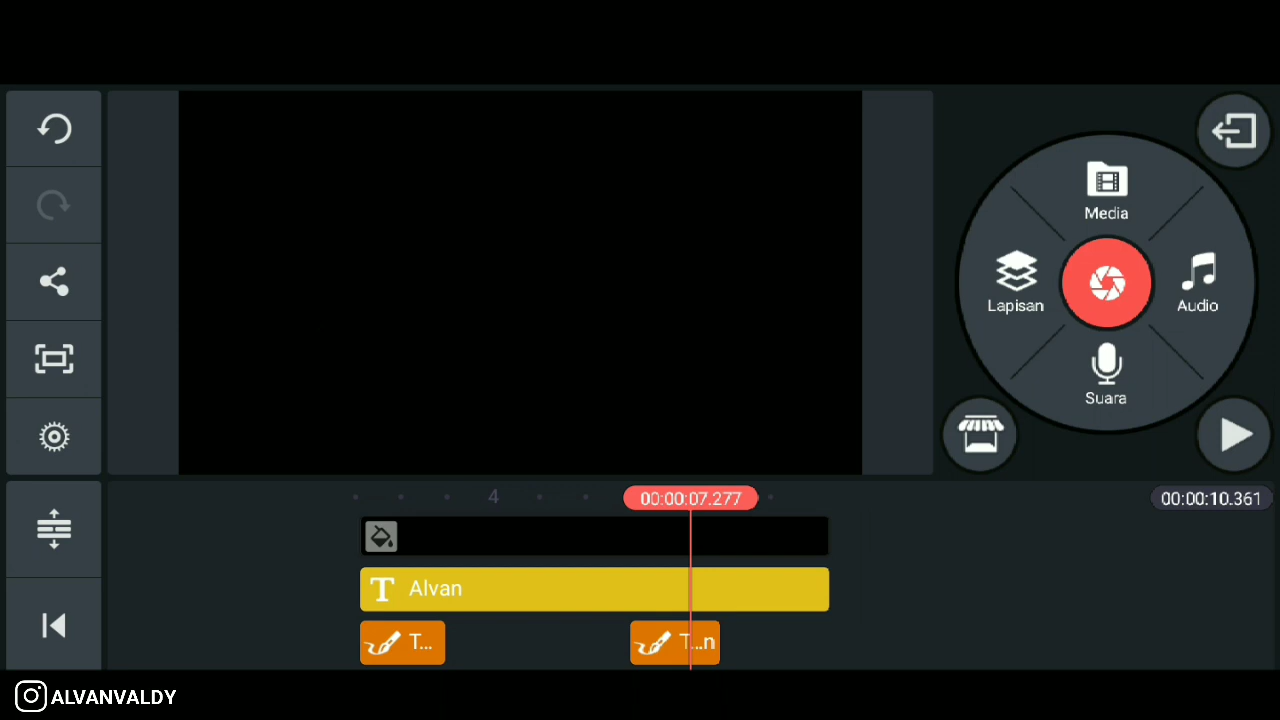 Media
Lapisan
Audio
Suara
4
00:00:07.277
00:00:10.361
T Alvan
T...
T...n
ALVANVALDY